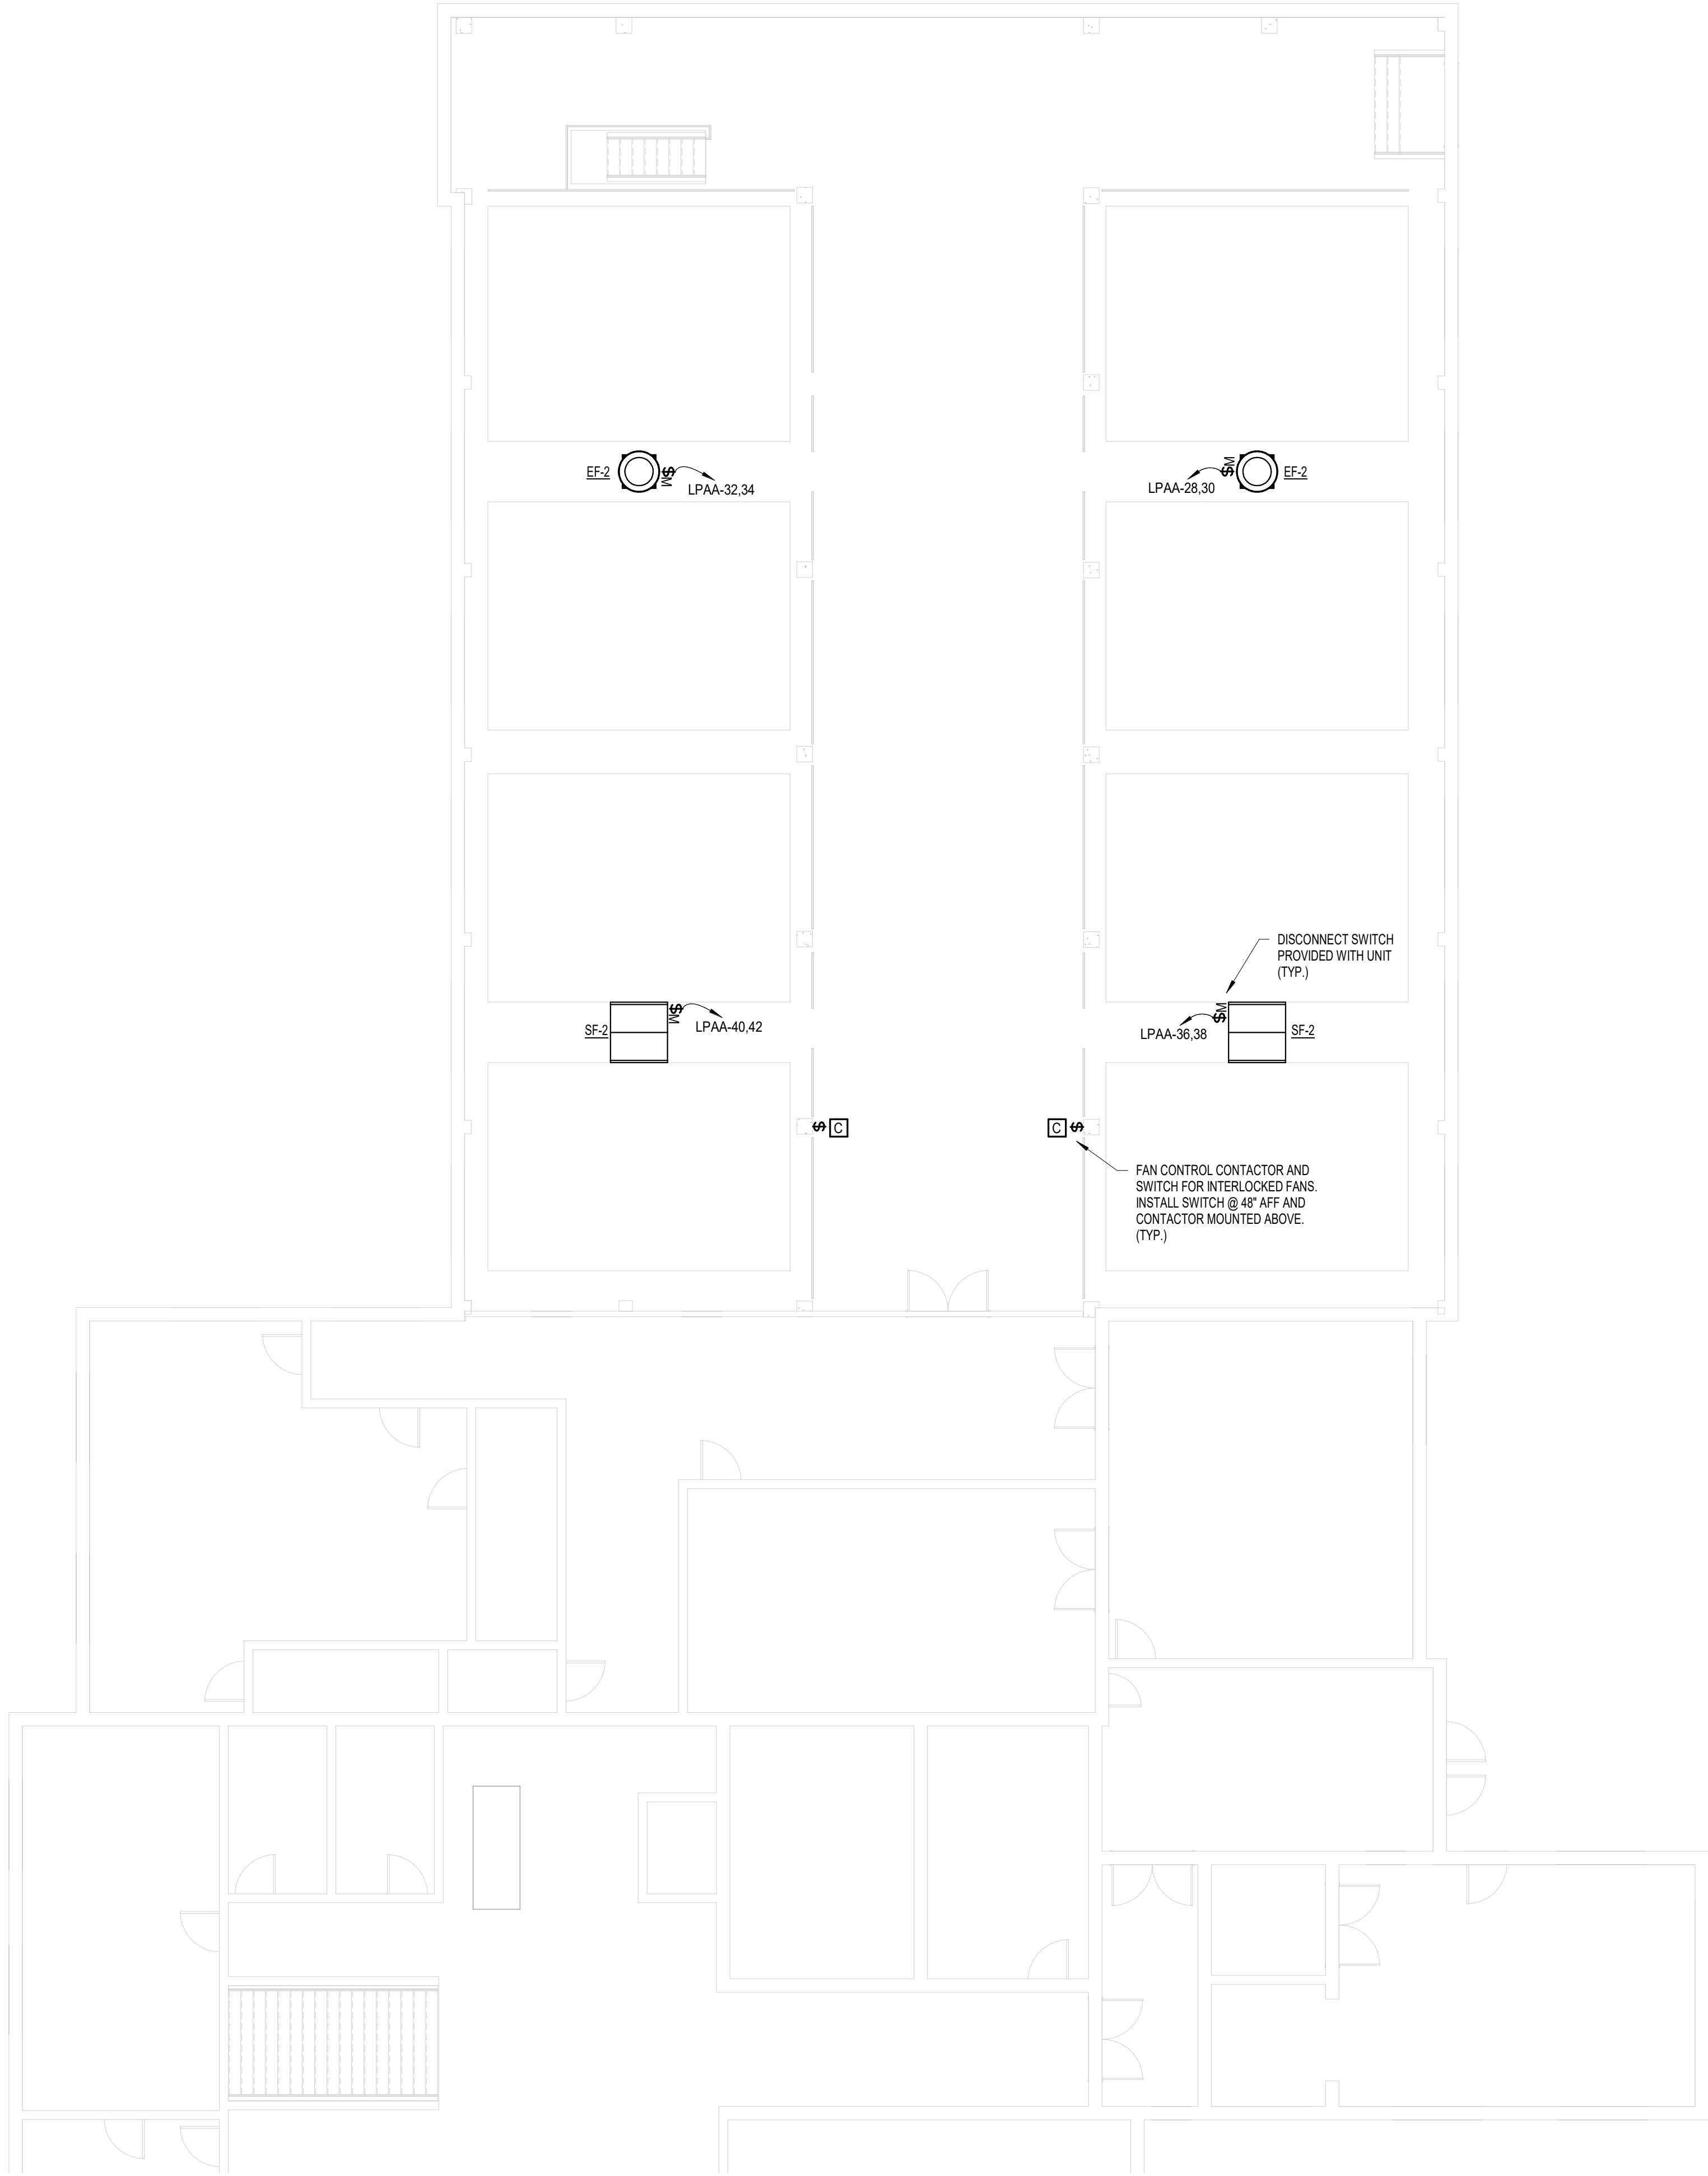 EF-2
$M
LPAA-32,34
$M
EF-2
LPAA-28,30
DISCONNECT SWITCH
PROVIDED WITH UNIT
(TYP.)
SF-2
$M
LPAA-40,42
$M
LPAA-36,38
SF-2
$
C
C
$
FAN CONTROL CONTACTOR AND
SWITCH FOR INTERLOCKED FANS.
INSTALL SWITCH @ 48" AFF AND
CONTACTOR MOUNTED ABOVE.
(TYP.)